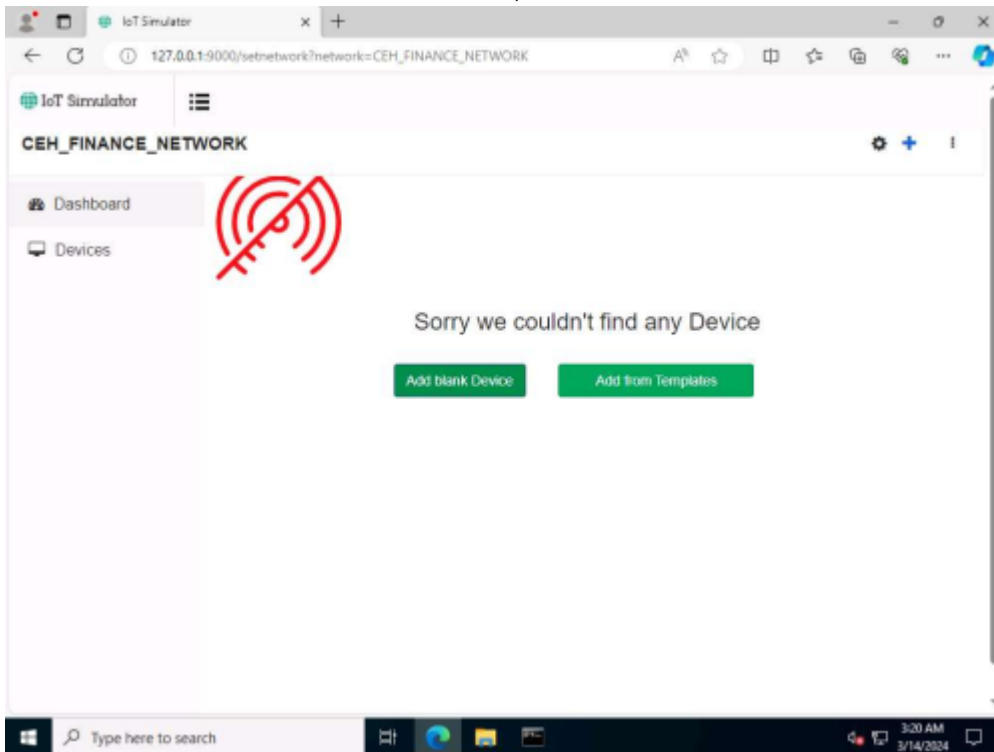 IoT Simulator
127.0.0.1:9000/setnetwork?network=CEH_FINANCE_NETWORK
IoT Simulator
CEH_FINANCE_NETWORK
Dashboard
Devices
Sorry we couldn't find any Device
Add blank Device Add from Templates
Type here to search
3:20 AM
3/14/2024